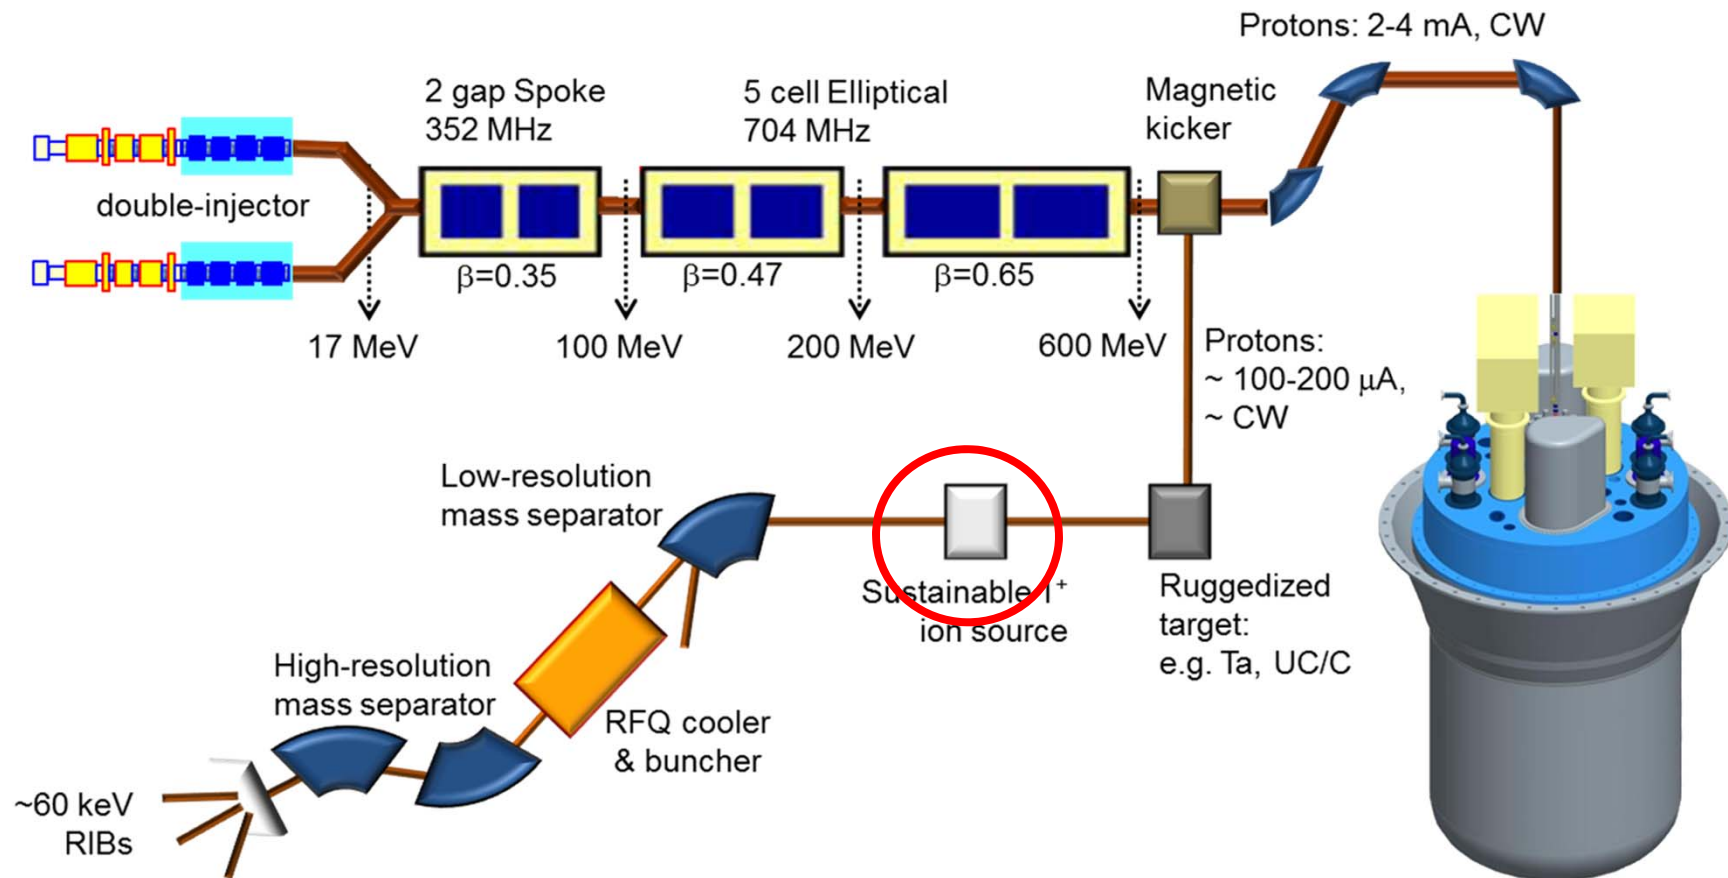 Protons: 2-4 mA, CW
2 gap Spoke
352 MHz
5 cell Elliptical
704 MHz
Magnetic
kicker
double-injector
β=0.35
β=0.47
β=0.65
17 MeV
100 MeV
200 MeV
600 MeV
Protons:
~ 100-200 μA,
~ CW
Low-resolution
mass separator
Sustainable 1⁺
ion source
Ruggedized
target:
e.g. Ta, UC/C
High-resolution
mass separator
RFQ cooler
& buncher
~60 keV
RIBs